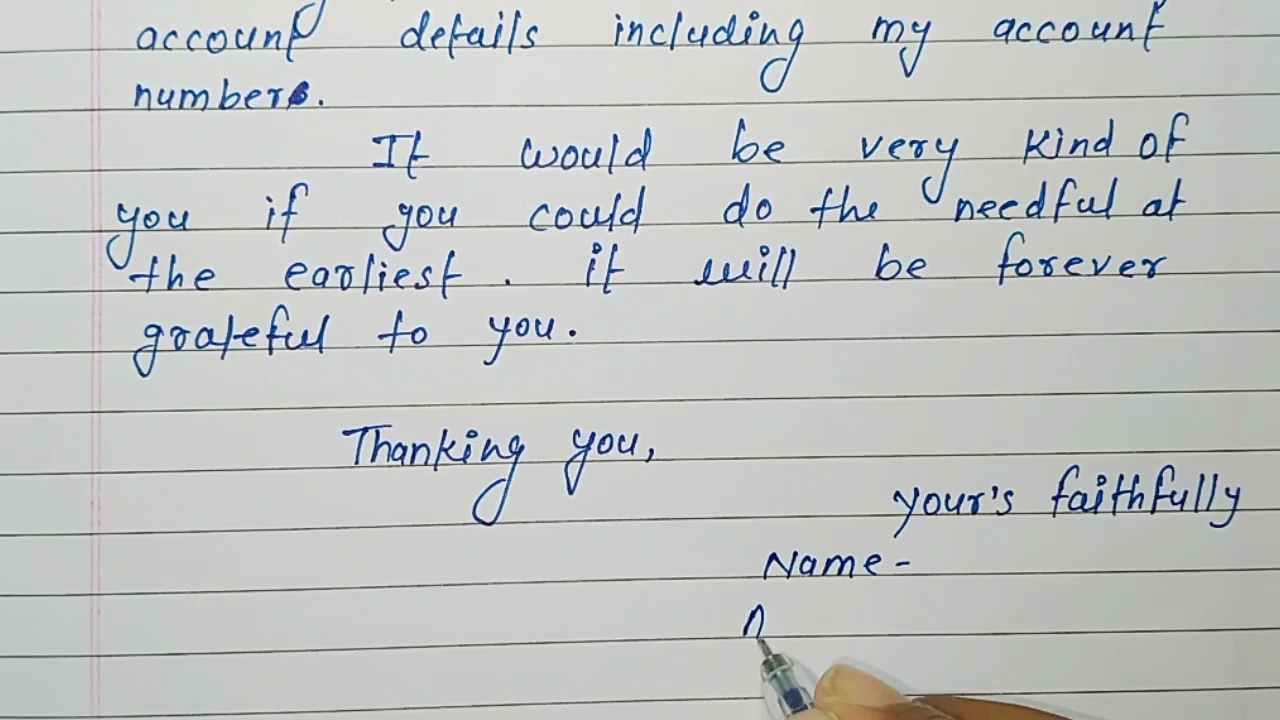 account details including my account
number.
It would be very kind of
you if you could do the needful at
the earliest. it will be forever
grateful to you.
Thanking you,
your's faithfully
Name-
A